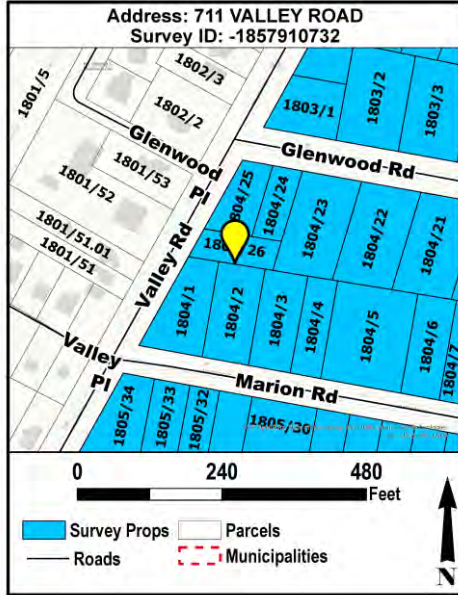 Address: 711 VALLEY ROAD
Survey ID: -1857910732
1801/5
1802/3
1802/2
1803/1
1803/2
1803/3
Glenwood Pl
Glenwood Rd
1801/53
1801/52
1801/51.01
1801/51
Valley Rd
1804/25
1804/24
1804/23
1804/22
1804/21
26
1804/1
1804/2
1804/3
1804/4
1804/5
1804/6
1804/7
Valley Pl
Marion Rd
1805/34
1805/33
1805/32
1805/30
0 240 480
Feet
Survey Props
Parcels
Roads
Municipalities
N